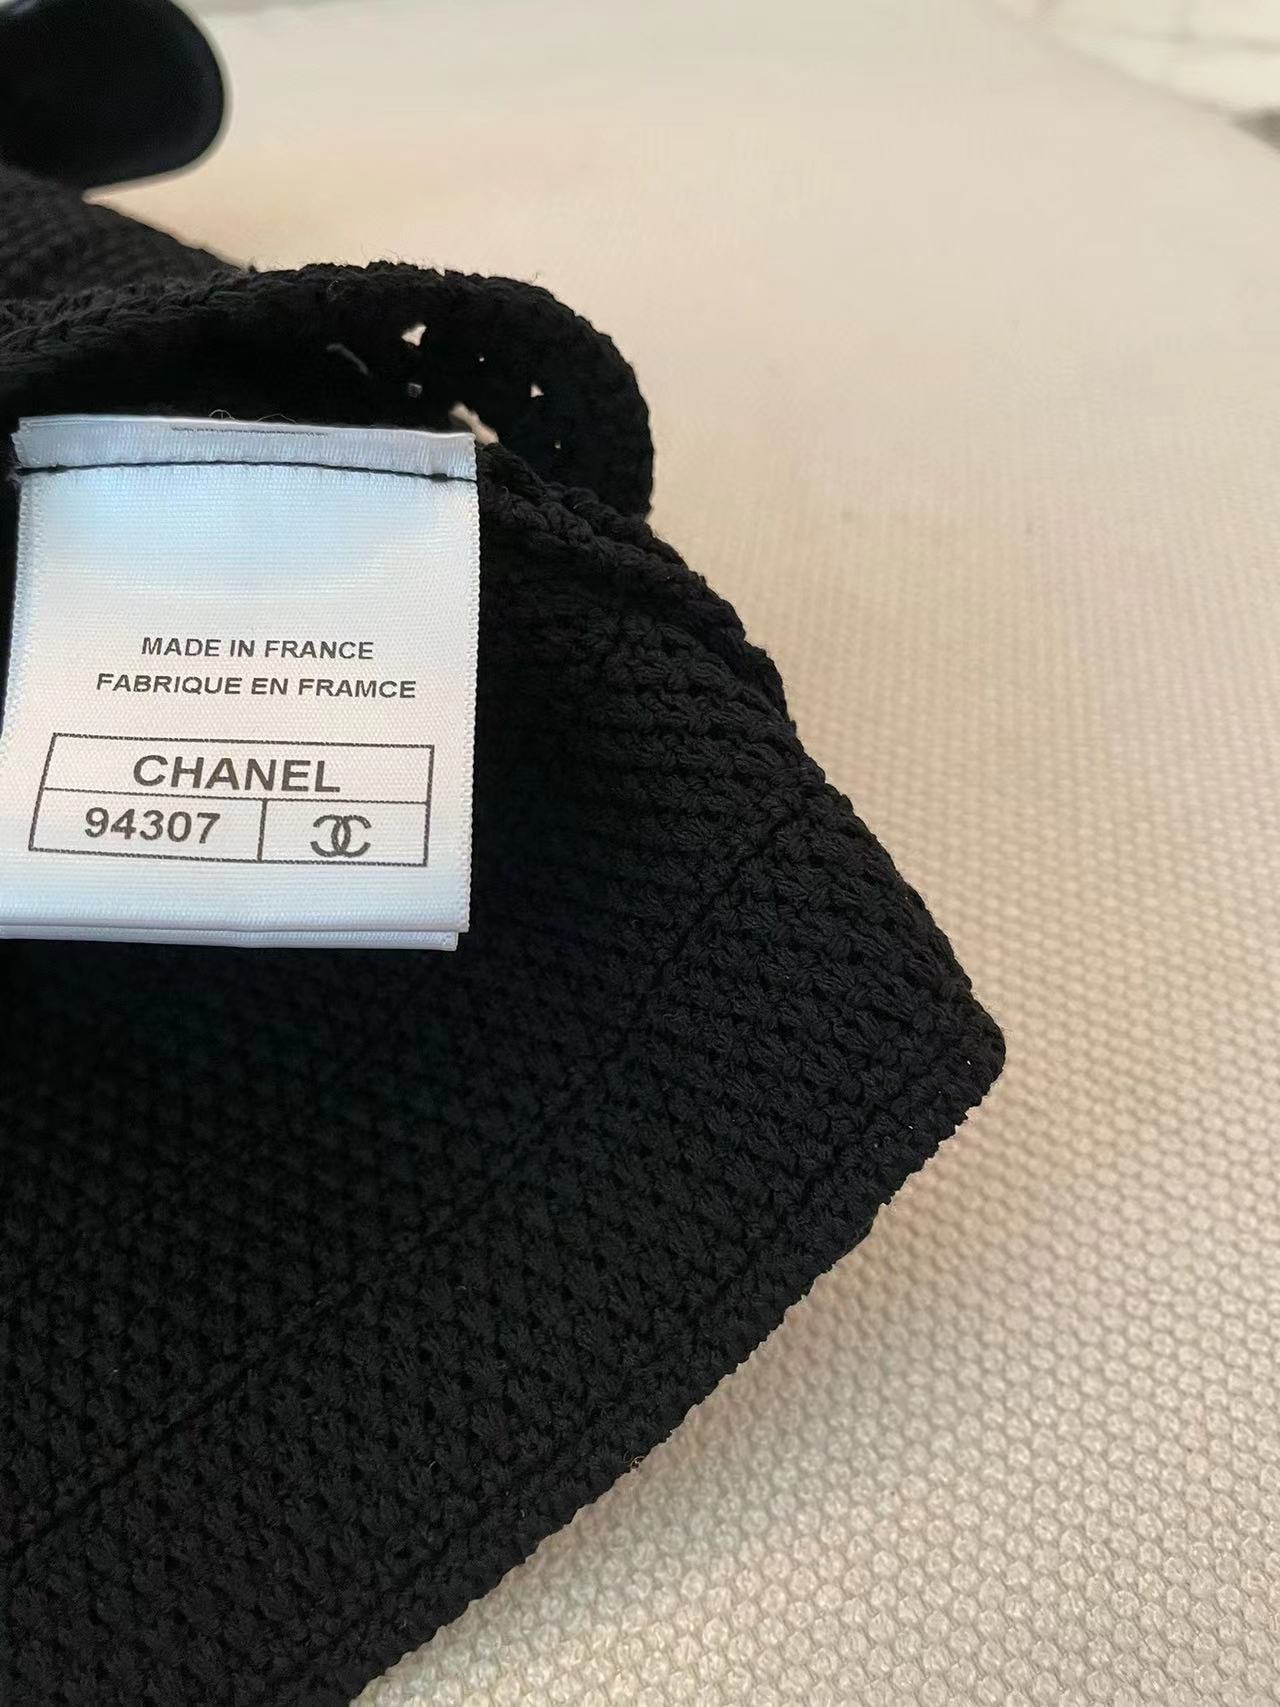 MADE IN FRANCE
FABRIQUE EN FRAMCE
CHANEL
94307